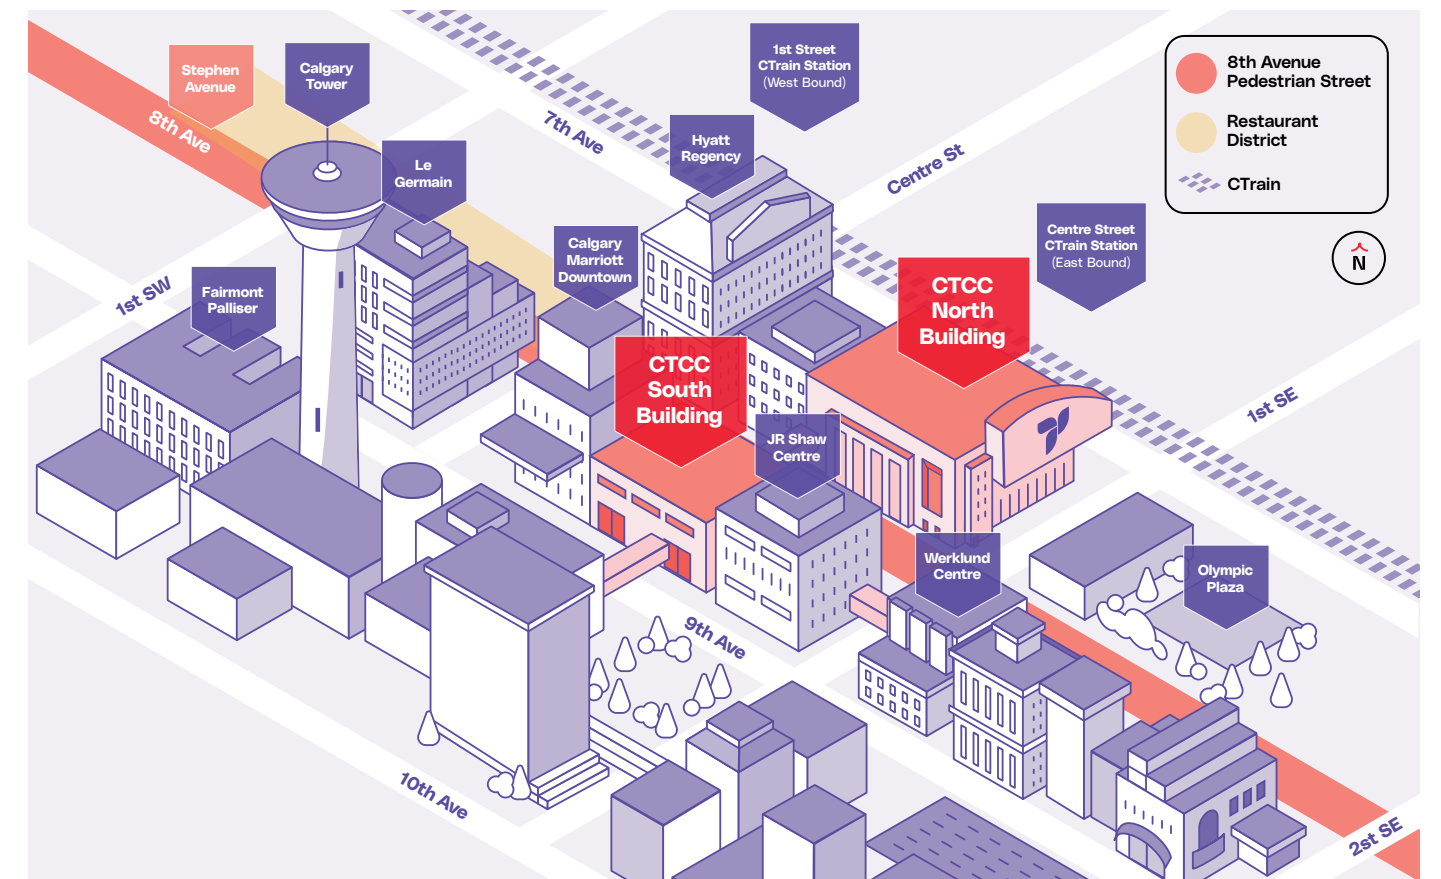 Stephen
Avenue
Calgary
Tower
1st Street
CTrain Station
(West Bound)
8th Avenue
Pedestrian Street
Restaurant
District
CTrain
N
8th Ave
7th Ave
Hyatt
Regency
Centre St
Le
Germain
Calgary
Marriott
Downtown
Centre Street
CTrain Station
(East Bound)
1st SW
Fairmont
Palliser
CTCC
North
Building
CTCC
South
Building
1st SE
JR Shaw
Centre
Werklund
Centre
Olympic
Plaza
9th Ave
10th Ave
2st SE